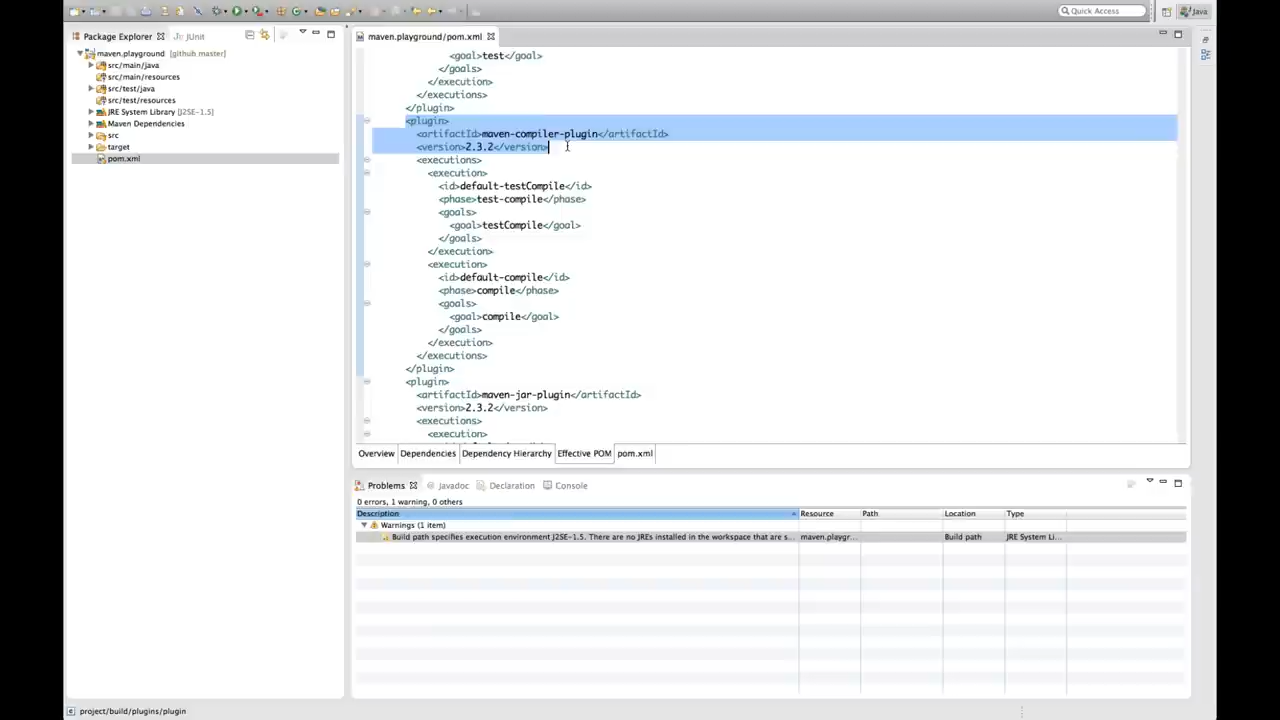 Quick Access
Java
Package Explorer
JUnit
maven.playground [github master]
src/main/java
src/main/resources
src/test/java
src/test/resources
JRE System Library [J2SE-1.5]
Maven Dependencies
src
target
pom.xml
maven.playground/pom.xml
<goal>test</goal>
</goals>
</execution>
</executions>
</plugin>
<plugin>
<artifactId>maven-compiler-plugin</artifactId>
<version>2.3.2</version>
<executions>
<execution>
<id>default-testCompile</id>
<phase>test-compile</phase>
<goals>
<goal>testCompile</goal>
</goals>
</execution>
<execution>
<id>default-compile</id>
<phase>compile</phase>
<goals>
<goal>compile</goal>
</goals>
</execution>
</executions>
</plugin>
<plugin>
<artifactId>maven-jar-plugin</artifactId>
<version>2.3.2</version>
<executions>
<execution>
Overview Dependencies Dependency Hierarchy Effective POM pom.xml
Problems Javadoc Declaration Console
0 errors, 1 warning, 0 others
Description Resource Path Location Type
Warnings (1 item)
Build path specifies execution environment J2SE-1.5. There are no JREs installed in the workspace that are s... maven.playgr... Build path JRE System Li...
project/build/plugins/plugin